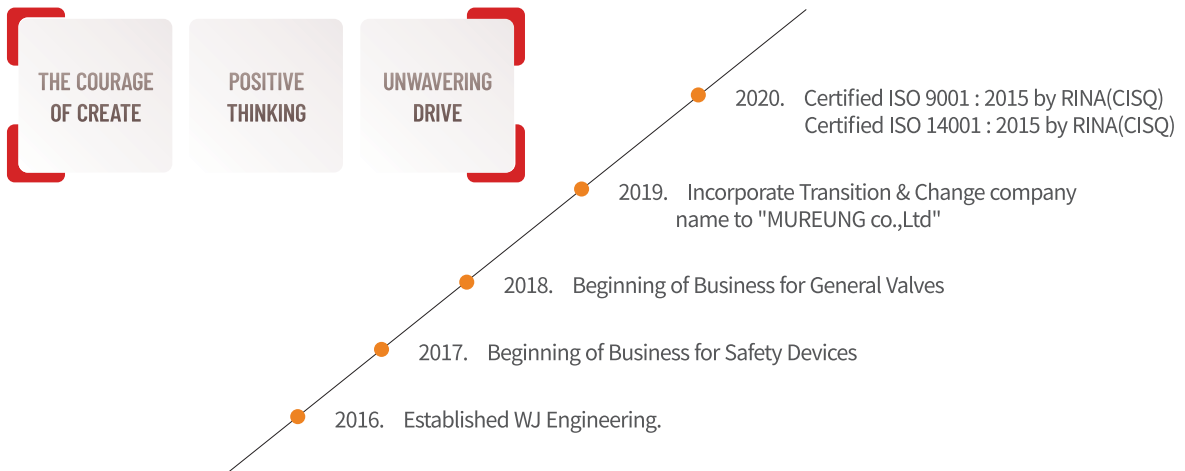 THE COURAGE
OF CREATE
POSITIVE
THINKING
UNWAVERING
DRIVE
2020. Certified ISO 9001 : 2015 by RINA(CISQ)
Certified ISO 14001 : 2015 by RINA(CISQ)
2019. Incorporate Transition & Change company
name to "MUREUNG co.,Ltd"
2018. Beginning of Business for General Valves
2017. Beginning of Business for Safety Devices
2016. Established WJ Engineering.